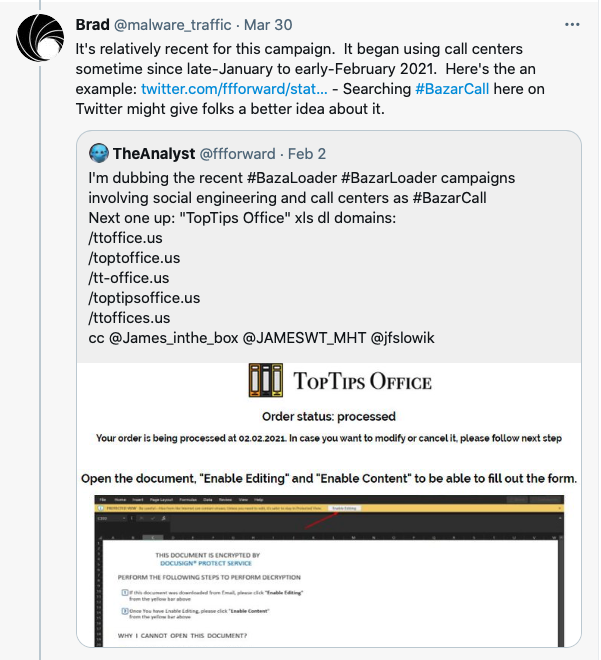 Brad @malware_traffic · Mar 30
It's relatively recent for this campaign. It began using call centers
sometime since late-January to early-February 2021. Here's the an
example: twitter.com/ffforward/stat... - Searching #BazarCall here on
Twitter might give folks a better idea about it.
TheAnalyst @ffforward · Feb 2
I'm dubbing the recent #BazaLoader #BazarLoader campaigns
involving social engineering and call centers as #BazarCall
Next one up: "TopTips Office" xls dl domains:
/ttoffice.us
/toptoffice.us
/tt-office.us
/toptipsoffice.us
/ttoffices.us
cc @James_inthe_box @JAMESWT_MHT @jfslowik
TopTips Office
Order status: processed
Your order is being processed at 02.02.2021. In case you want to modify or cancel it, please follow next step
Open the document, "Enable Editing" and "Enable Content" to be able to fill out the form.
File Home Insert Page Layout Formulas Data Review View Help
PROTECTED VIEW Enable Editing
THIS DOCUMENT IS ENCRYPTED BY
DOCUSIGN® PROTECT SERVICE
PERFORM THE FOLLOWING STEPS TO PERFORM DECRYPTION
1 If this document was downloaded from Email, please click "Enable Editing"
from the yellow bar above
2 Once You have Enable Editing, please click "Enable Content"
from the yellow bar above
WHY I CANNOT OPEN THIS DOCUMENT?